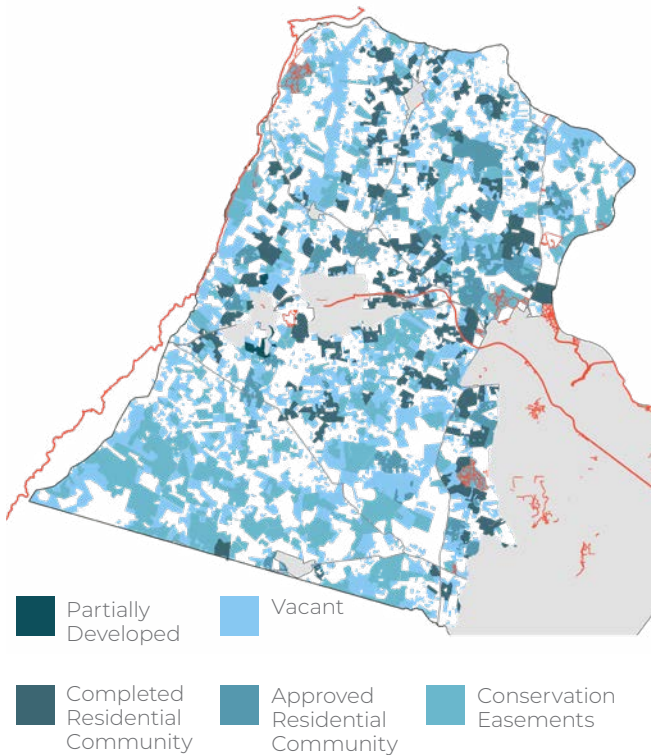 Partially
Developed
Vacant
Completed
Residential
Community
Approved
Residential
Community
Conservation
Easements